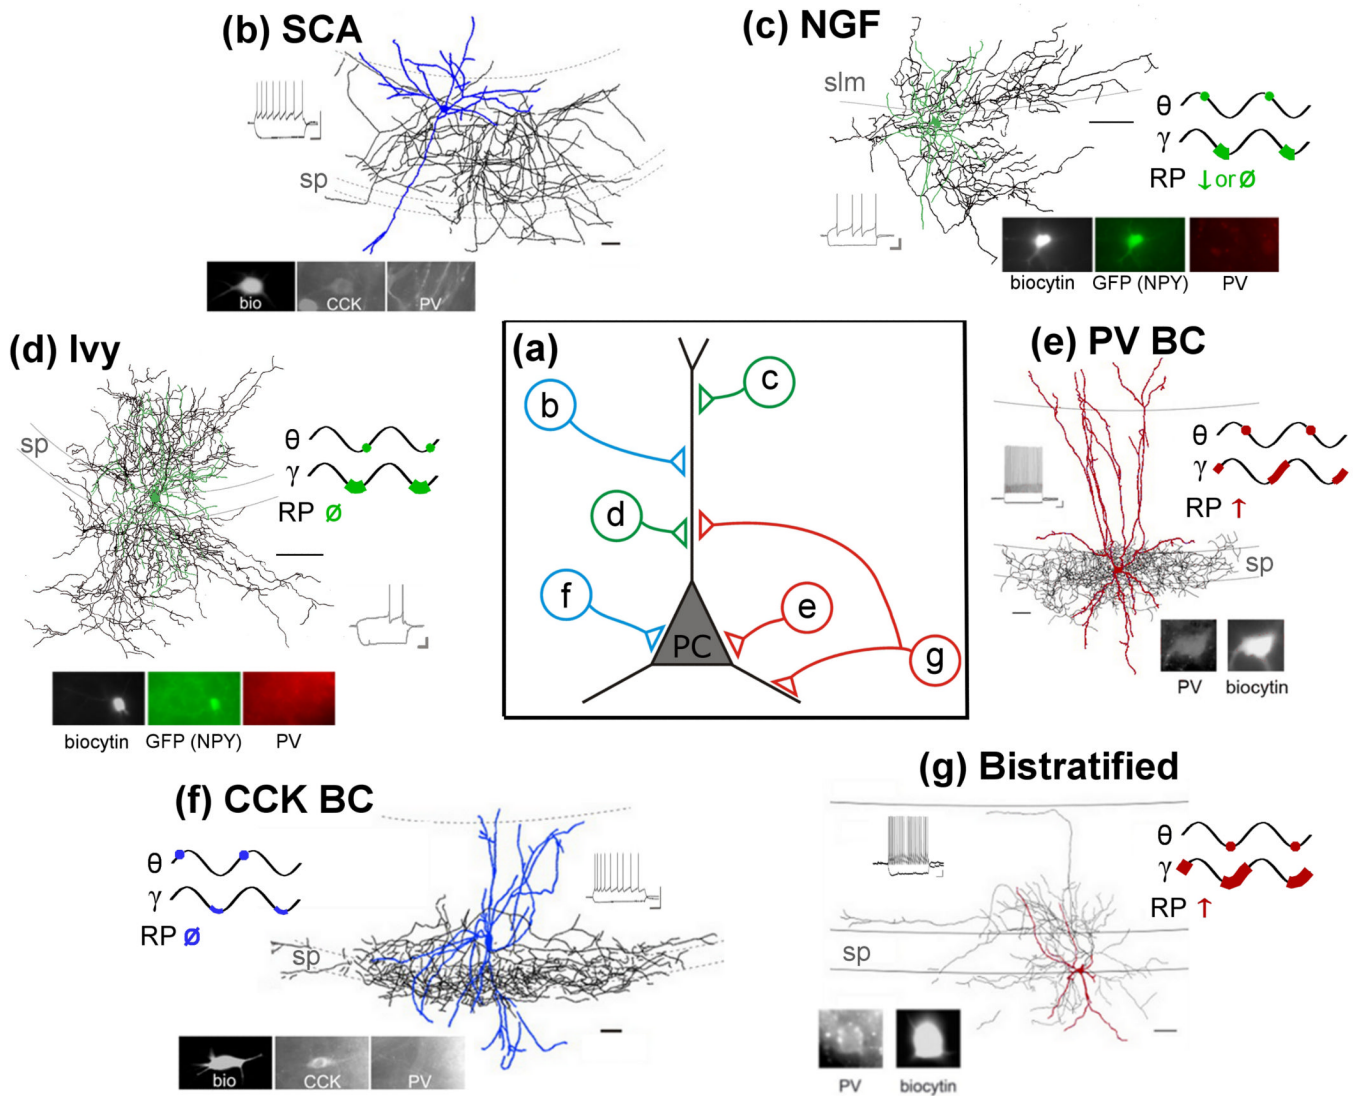 (b) SCA
sp
bio
CCK
PV
(c) NGF
slm
θ
γ
RP ↓ or ø
biocytin
GFP (NPY)
PV
(d) Ivy
sp
θ
γ
RP ø
biocytin
GFP (NPY)
PV
(a)
b
c
d
f
e
g
PC
(e) PV BC
θ
γ
RP ↑
sp
PV
biocytin
(f) CCK BC
θ
γ
RP ø
sp
bio
CCK
PV
(g) Bistratified
θ
γ
RP ↑
sp
PV
biocytin